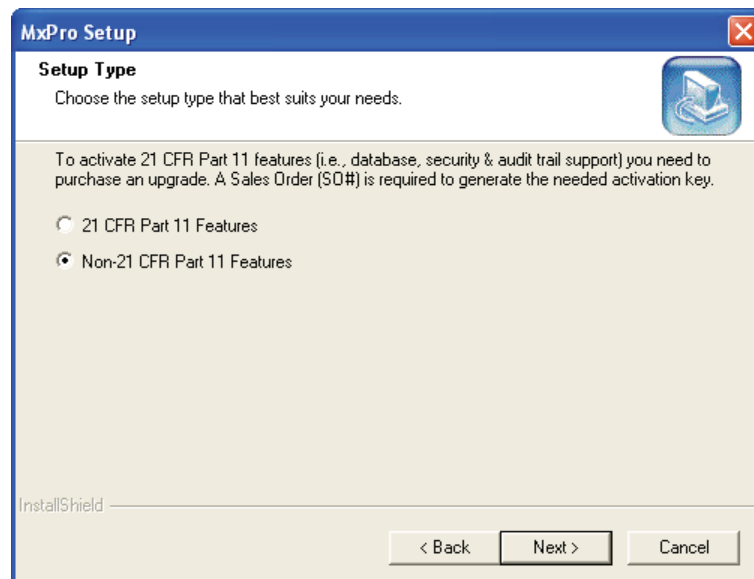 MxPro Setup
Setup Type
Choose the setup type that best suits your needs.
To activate 21 CFR Part 11 features (i.e., database, security & audit trail support) you need to
purchase an upgrade. A Sales Order (SO#) is required to generate the needed activation key.
21 CFR Part 11 Features
Non-21 CFR Part 11 Features
InstallShield
< Back
Next >
Cancel